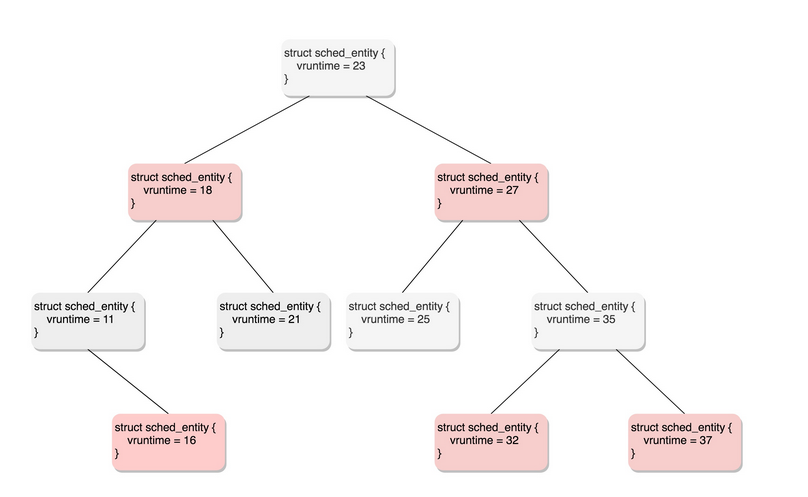 struct sched_entity {
vruntime = 23
}
struct sched_entity {
vruntime = 18
}
struct sched_entity {
vruntime = 27
}
struct sched_entity {
vruntime = 11
}
struct sched_entity {
vruntime = 21
}
struct sched_entity {
vruntime = 25
}
struct sched_entity {
vruntime = 35
}
struct sched_entity {
vruntime = 16
}
struct sched_entity {
vruntime = 32
}
struct sched_entity {
vruntime = 37
}